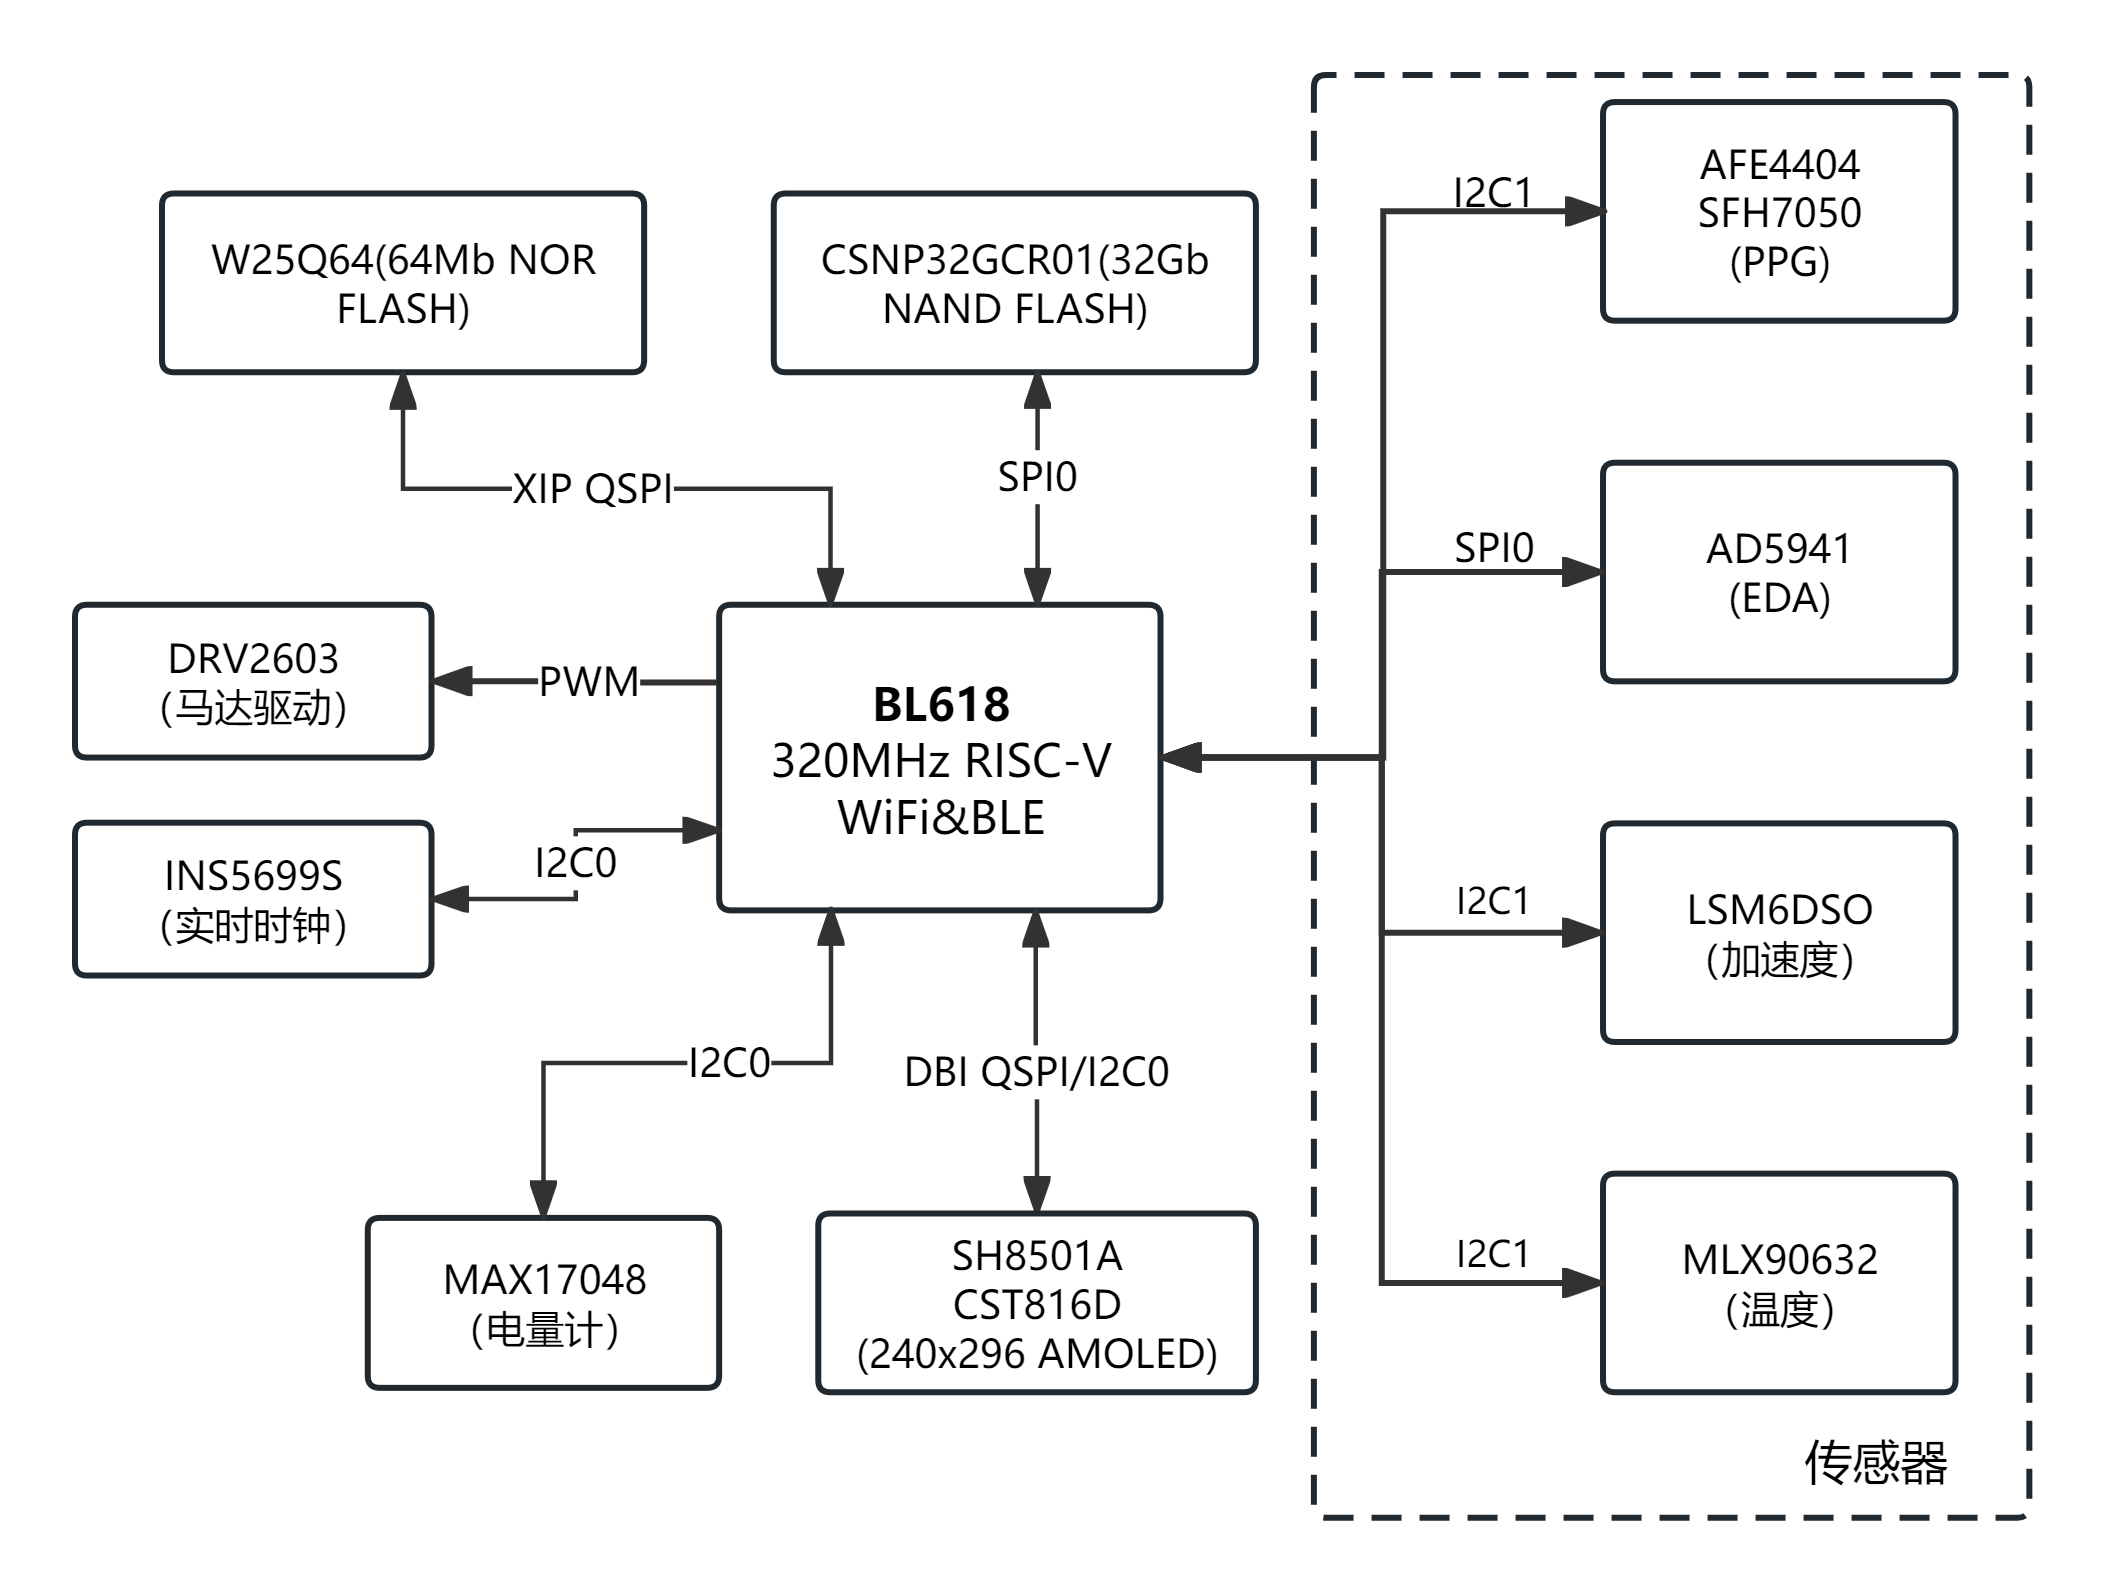 W25Q64(64Mb NOR
FLASH)
CSNP32GCR01(32Gb
NAND FLASH)
I2C1
AFE4404
SFH7050
(PPG)
XIP QSPI
SPI0
SPI0
AD5941
(EDA)
DRV2603
（马达驱动）
PWM
BL618
320MHz RISC-V
WiFi&BLE
INS5699S
（实时时钟）
I2C0
I2C1
LSM6DSO
（加速度）
I2C0
DBI QSPI/I2C0
MAX17048
（电量计）
SH8501A
CST816D
(240x296 AMOLED)
I2C1
MLX90632
（温度）
传感器